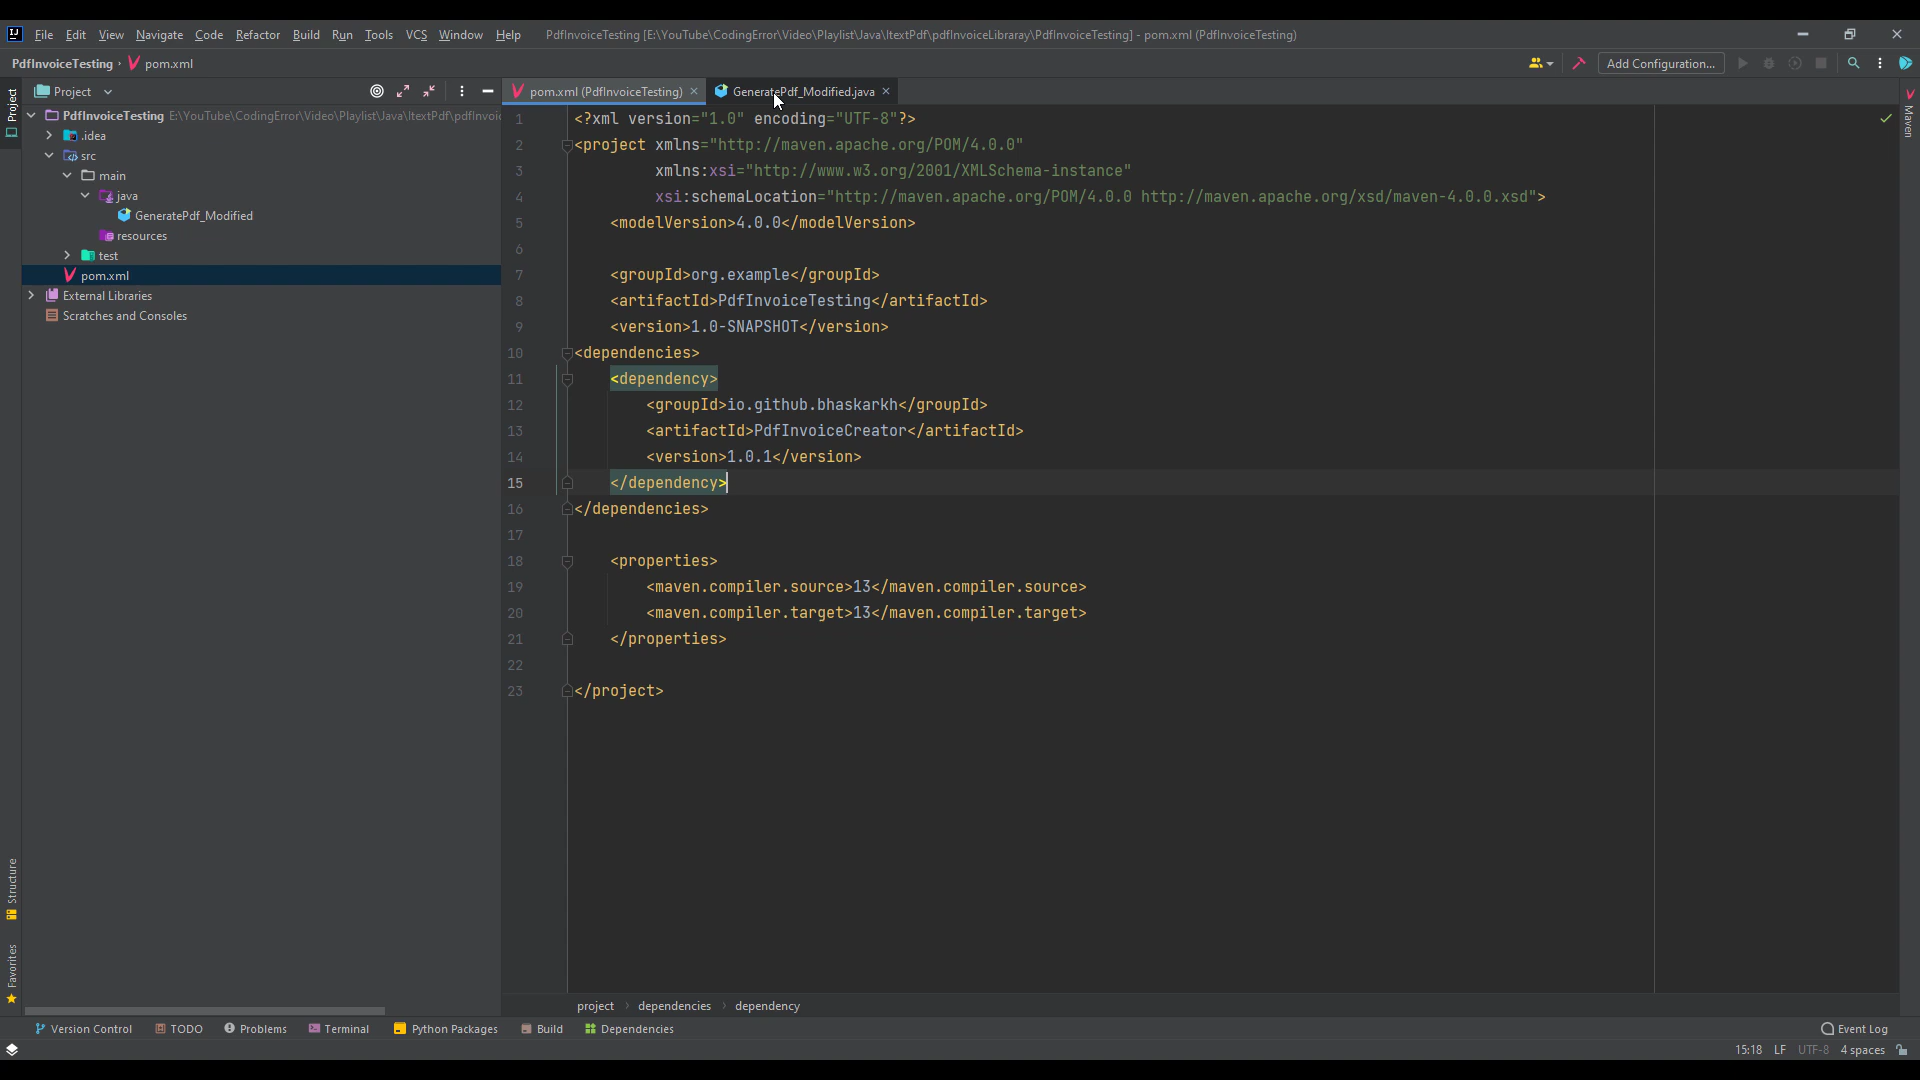 File Edit View Navigate Code Refactor Build Run Tools VCS Window Help PdfInvoiceTesting [E:\YouTube\CodingError\Video\Playlist\Java\ItextPdf\pdfInvoiceLibraray\PdfInvoiceTesting] - pom.xml (PdfInvoiceTesting)
PdfInvoiceTesting › pom.xml Add Configuration...
Project pom.xml (PdfInvoiceTesting) GeneratePdf_Modified.java
Project
Structure
Favorites
Maven
PdfInvoiceTesting E:\YouTube\CodingError\Video\Playlist\Java\ItextPdf\pdfInvoic
.idea
src
main
java
GeneratePdf_Modified
resources
test
pom.xml
External Libraries
Scratches and Consoles
1 <?xml version="1.0" encoding="UTF-8"?>
2 <project xmlns="http://maven.apache.org/POM/4.0.0"
3 xmlns:xsi="http://www.w3.org/2001/XMLSchema-instance"
4 xsi:schemaLocation="http://maven.apache.org/POM/4.0.0 http://maven.apache.org/xsd/maven-4.0.0.xsd">
5 <modelVersion>4.0.0</modelVersion>
6
7 <groupId>org.example</groupId>
8 <artifactId>PdfInvoiceTesting</artifactId>
9 <version>1.0-SNAPSHOT</version>
10 <dependencies>
11 <dependency>
12 <groupId>io.github.bhaskarkh</groupId>
13 <artifactId>PdfInvoiceCreator</artifactId>
14 <version>1.0.1</version>
15 </dependency>
16 </dependencies>
17
18 <properties>
19 <maven.compiler.source>13</maven.compiler.source>
20 <maven.compiler.target>13</maven.compiler.target>
21 </properties>
22
23 </project>
project › dependencies › dependency
Version Control TODO Problems Terminal Python Packages Build Dependencies Event Log
15:18 LF UTF-8 4 spaces